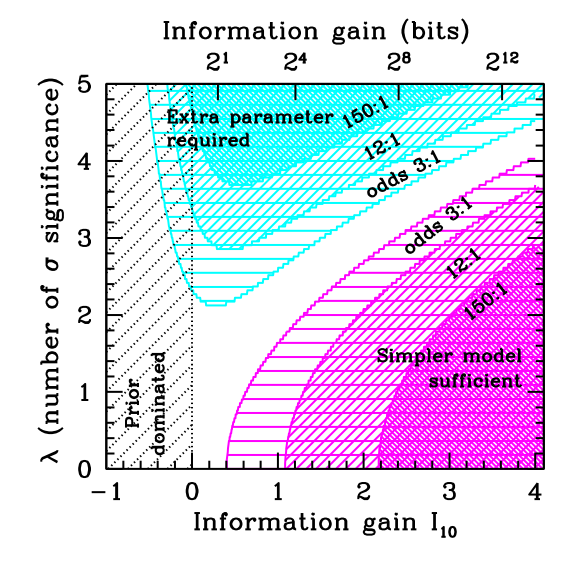 Information gain (bits)
2¹ 2⁴ 2⁸ 2¹²
5
4
3
2
1
0
λ (number of σ significance)
Extra parameter
required
150:1
12:1
odds 3:1
odds 3:1
12:1
150:1
Simpler model
sufficient
Prior
dominated
−1 0 1 2 3 4
Information gain I₁₀